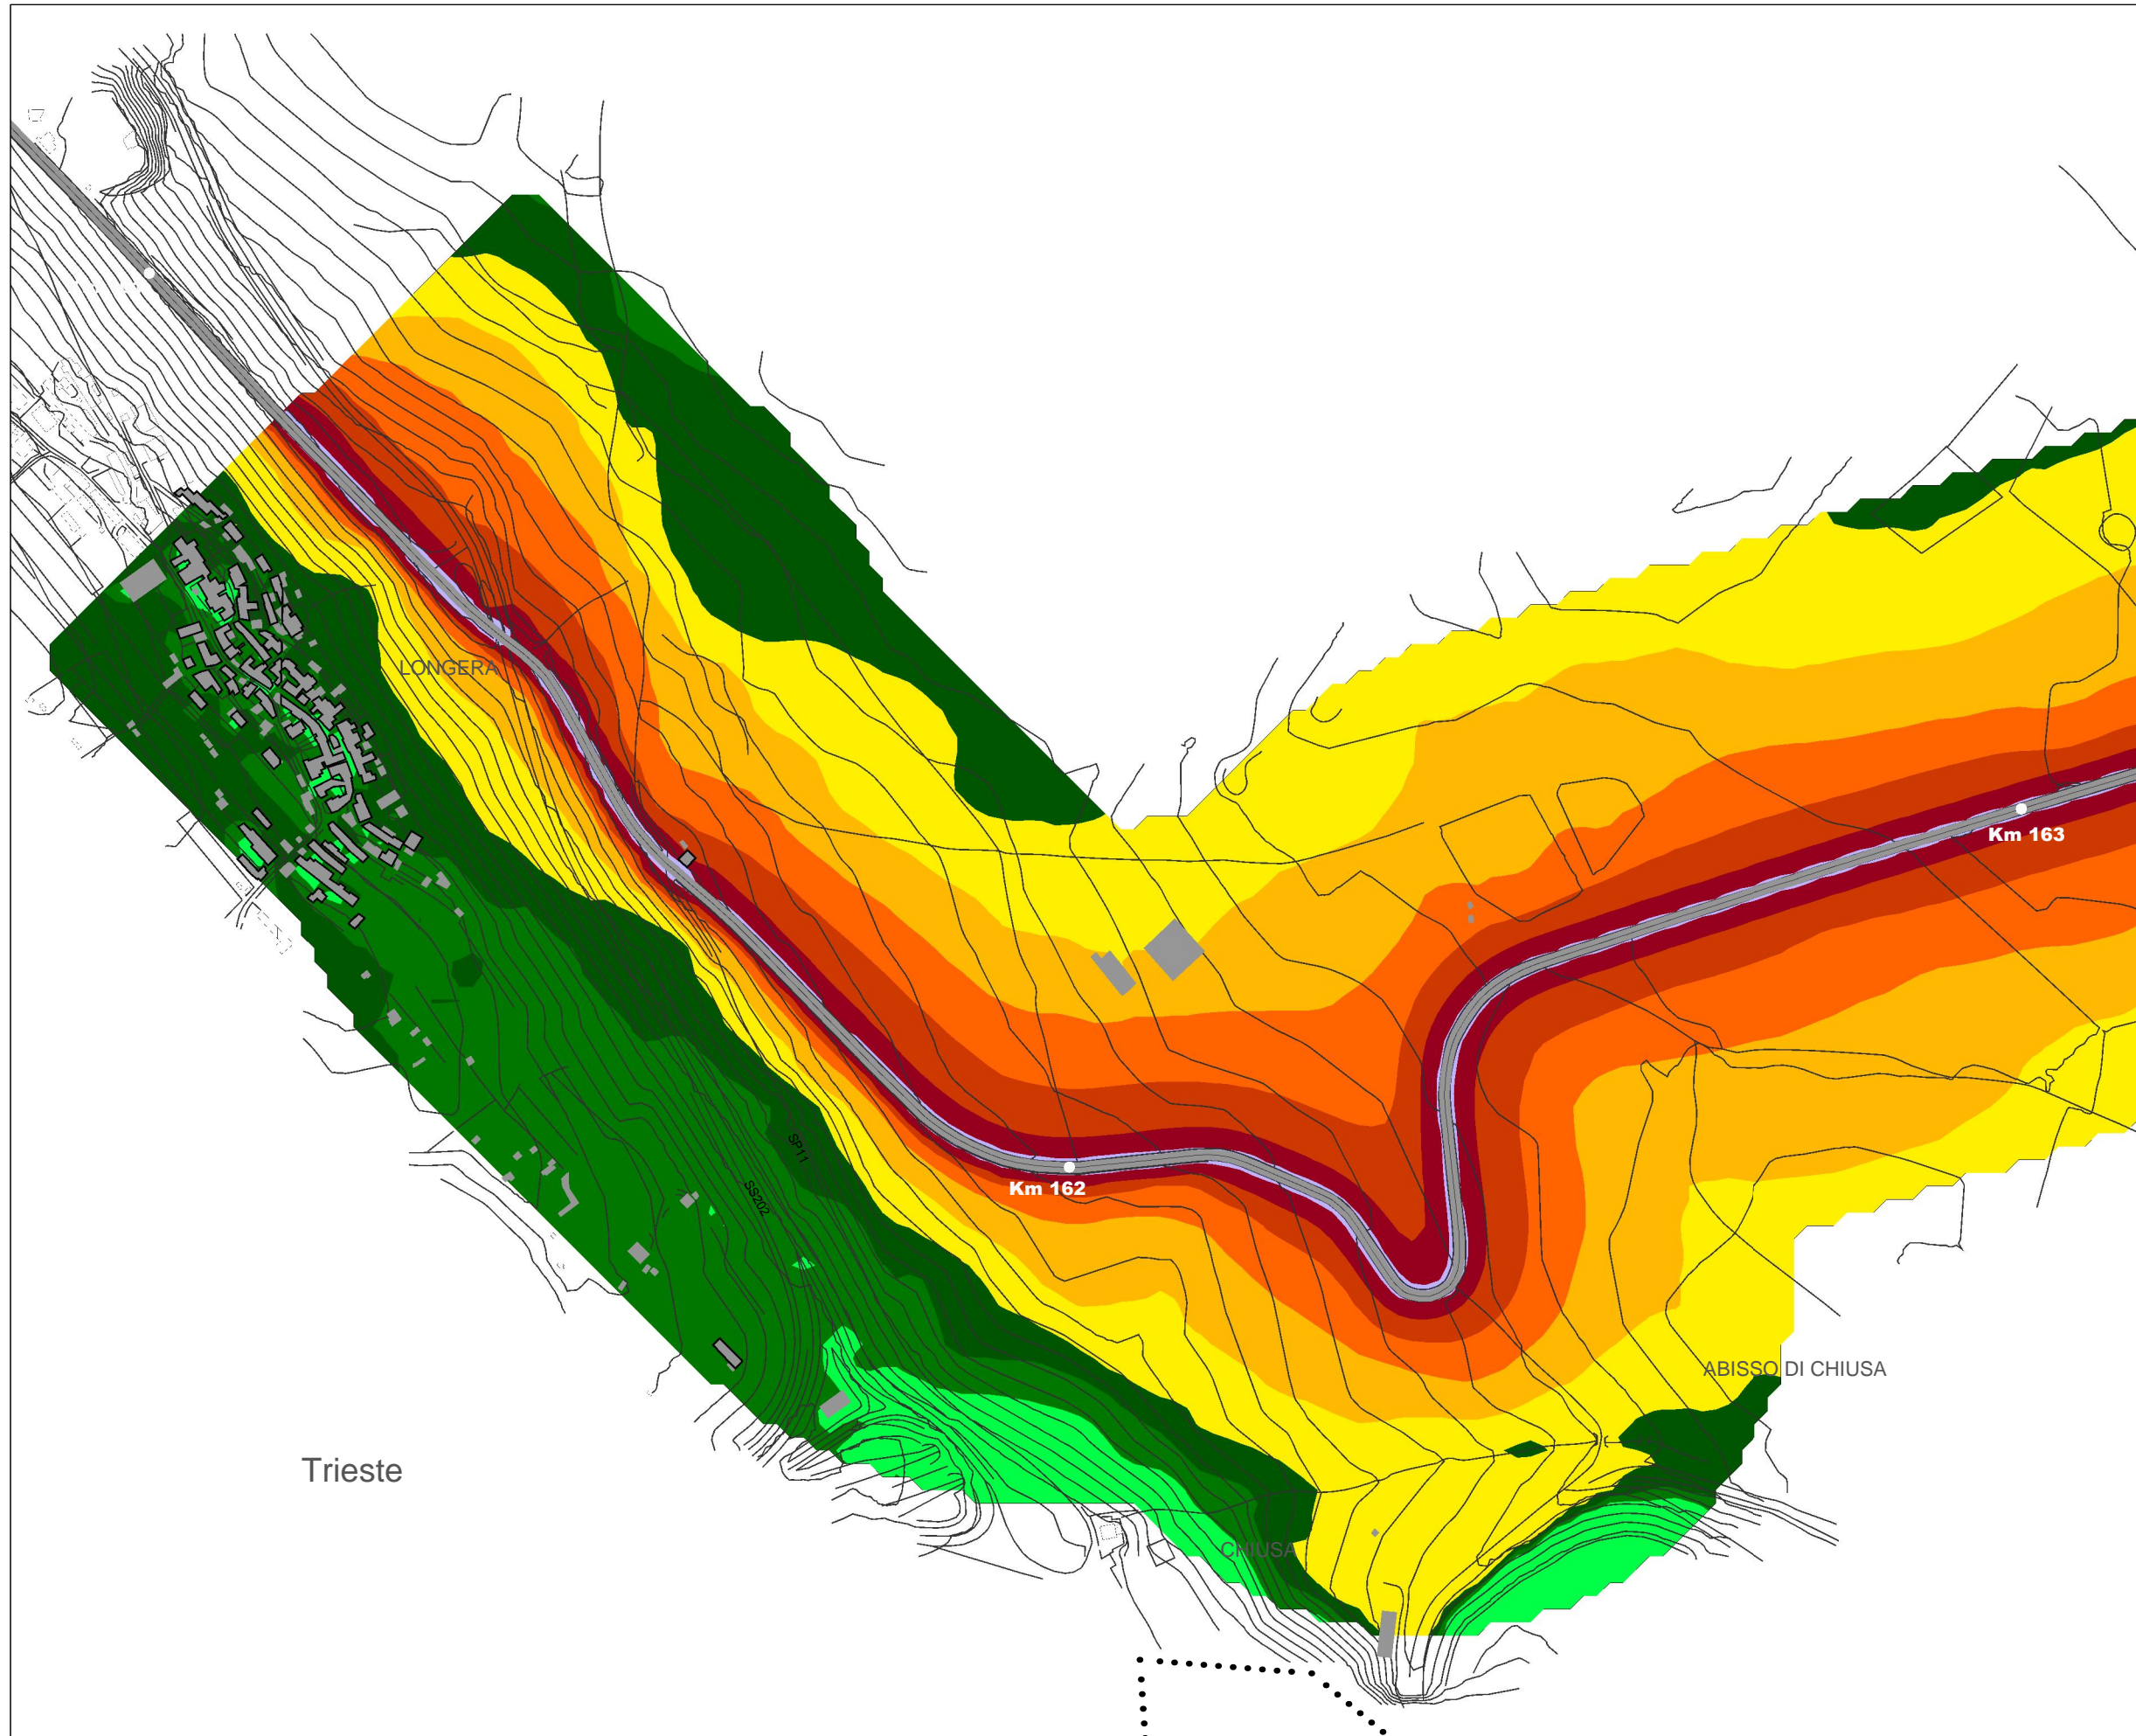 LONGERA
Km 163
SP11
Km 162
SS202
ABISSO DI CHIUSA
Trieste
CHIUSA